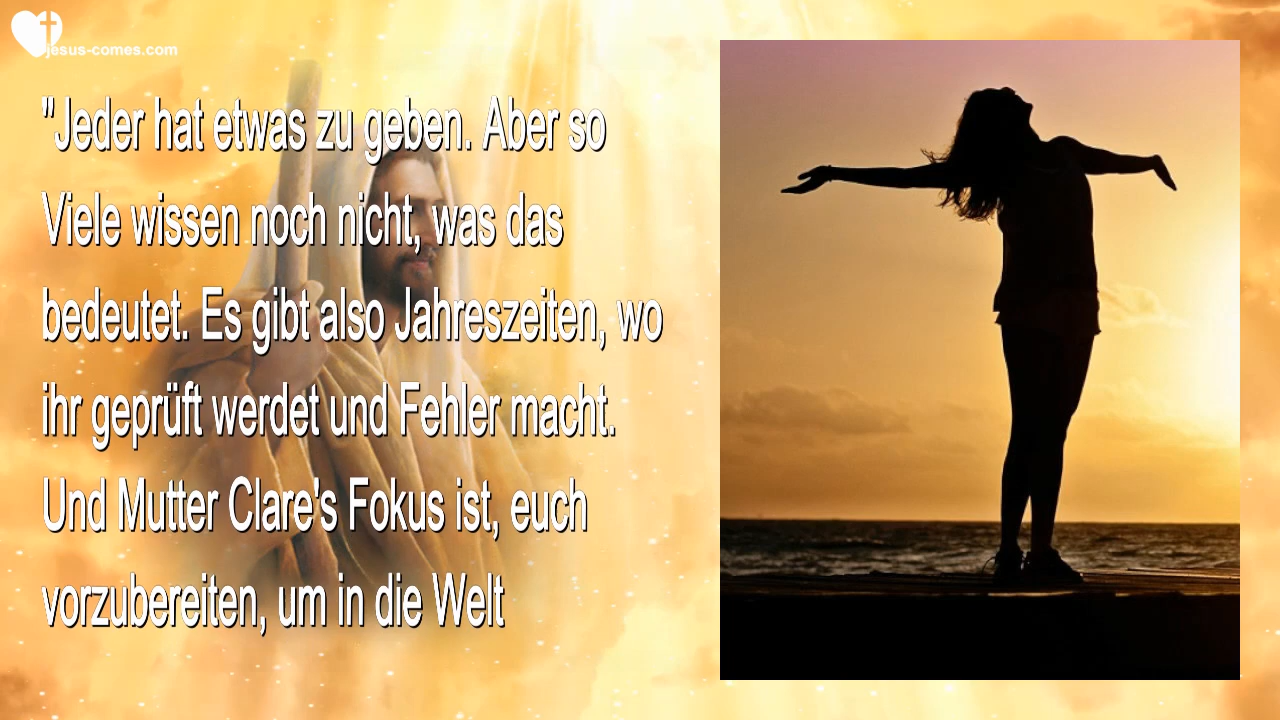 jesus-comes.com
"Jeder hat etwas zu geben. Aber so
Viele wissen noch nicht, was das
bedeutet. Es gibt also Jahreszeiten, wo
ihr geprüft werdet und Fehler macht.
Und Mutter Clare's Fokus ist, euch
vorzubereiten, um in die Welt